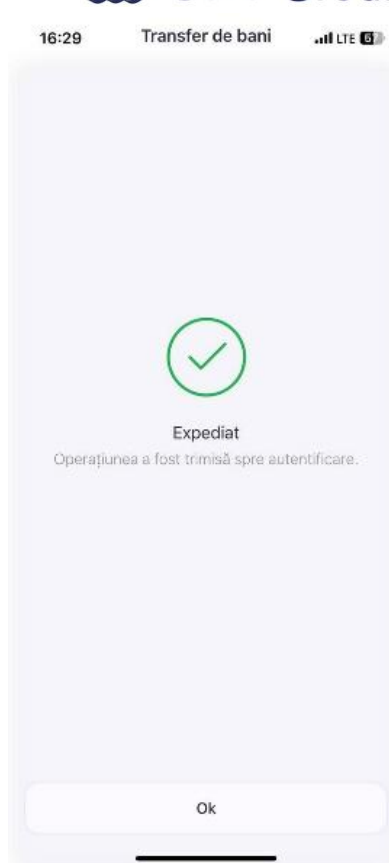 16:29 Transfer de bani LTE
Expediat
Operațiunea a fost trimisă spre autentificare.
Ok